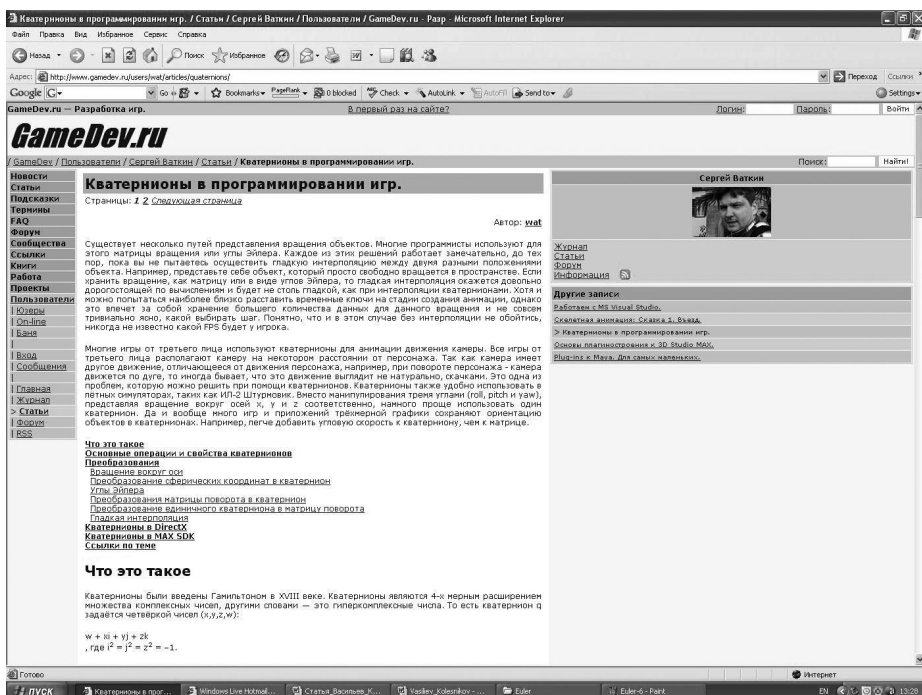 Кватернионы в программировании игр. / Статьи / Сергей Ваткин / Пользователи / GameDev.ru - Разр - Microsoft Internet Explorer
Файл Правка Вид Избранное Сервис Справка
Назад Поиск Избранное
Адрес: http://www.gamedev.ru/users/wat/articles/quaternions/ Переход Ссылки
Google Go Bookmarks PageRank 0 blocked Check AutoLink AutoFill Send to Settings
GameDev.ru — Разработка игр. В первый раз на сайте? Логин: Пароль: Войти
GameDev.ru
/ GameDev / Пользователи / Сергей Ваткин / Статьи / Кватернионы в программировании игр. Поиск: Найти!
Новости
Статьи
Подсказки
Термины
FAQ
Форум
Сообщества
Ссылки
Книги
Работа
Проекты
Пользователи
| Юзеры
| On-line
| Баня
|
| Вход
| Сообщения
|
| Главная
| Журнал
> Статьи
| Форум
| RSS
Кватернионы в программировании игр.
Страницы: 1 2 Следующая страница
Автор: wat
Существует несколько путей представления вращения объектов. Многие программисты используют для
этого матрицы вращения или углы Эйлера. Каждое из этих решений работает замечательно, до тех
пор, пока вы не пытаетесь осуществить гладкую интерполяцию между двумя разными положениями
объекта. Например, представьте себе объект, который просто свободно вращается в пространстве. Если
хранить вращение, как матрицу или в виде углов Эйлера, то гладкая интерполяция окажется довольно
дорогостоящей по вычислениям и будет не столь гладкой, как при интерполяции кватернионами. Хотя и
можно попытаться наиболее близко расставить временные ключи на стадии создания анимации, однако
это влечет за собой хранение большего количества данных для данного вращения и не совсем
тривиально ясно, какой выбирать шаг. Понятно, что и в этом случае без интерполяции не обойтись,
никогда не известно какой FPS будет у игрока.
Многие игры от третьего лица используют кватернионы для анимации движения камеры. Все игры от
третьего лица располагают камеру на некотором расстоянии от персонажа. Так как камера имеет
другое движение, отличающееся от движения персонажа, например, при повороте персонажа - камера
движется по дуге, то иногда бывает, что это движение выглядит не натурально, скачками. Это одна из
проблем, которую можно решить при помощи кватернионов. Кватернионы также удобно использовать в
лётных симуляторах, таких как ИЛ-2 Штурмовик. Вместо манипулирования тремя углами (roll, pitch и yaw),
представляя вращение вокруг осей x, y и z соответственно, намного проще использовать один
кватернион. Да и вообще много игр и приложений трёхмерной графики сохраняют ориентацию
объектов в кватернионах. Например, легче добавить угловую скорость к кватерниону, чем к матрице.
Что это такое
Основные операции и свойства кватернионов
Преобразования
Вращение вокруг оси
Преобразование сферических координат в кватернион
Углы Эйлера
Преобразования матрицы поворота в кватернион
Преобразование единичного кватерниона в матрицу поворота
Гладкая интерполяция
Кватернионы в DirectX
Кватернионы в MAX SDK
Ссылки по теме
Что это такое
Кватернионы были введены Гамильтоном в XVIII веке. Кватернионы являются 4-х мерным расширением
множества комплексных чисел, другими словами — это гиперкомплексные числа. То есть кватернион q
задаётся четвёркой чисел (x,y,z,w):
w + xi + yj + zk
, где i² = j² = z² = −1.
Сергей Ваткин
Журнал
Статьи
Форум
Информация
Другие записи
Работаем с MS Visual Studio.
Скелетная анимация: Сказка 1. Въезд.
> Кватернионы в программировании игр.
Основы плагиностроения к 3D Studio MAX.
Plug-ins к Maya. Для самых маленьких.
Готово Интернет
пуск Кватернионы в прог... Windows Live Hotmail... Статья_Васильев_К... Vasilev_Kolesnikov - ... Euler Euler-6 - Paint EN 13:28